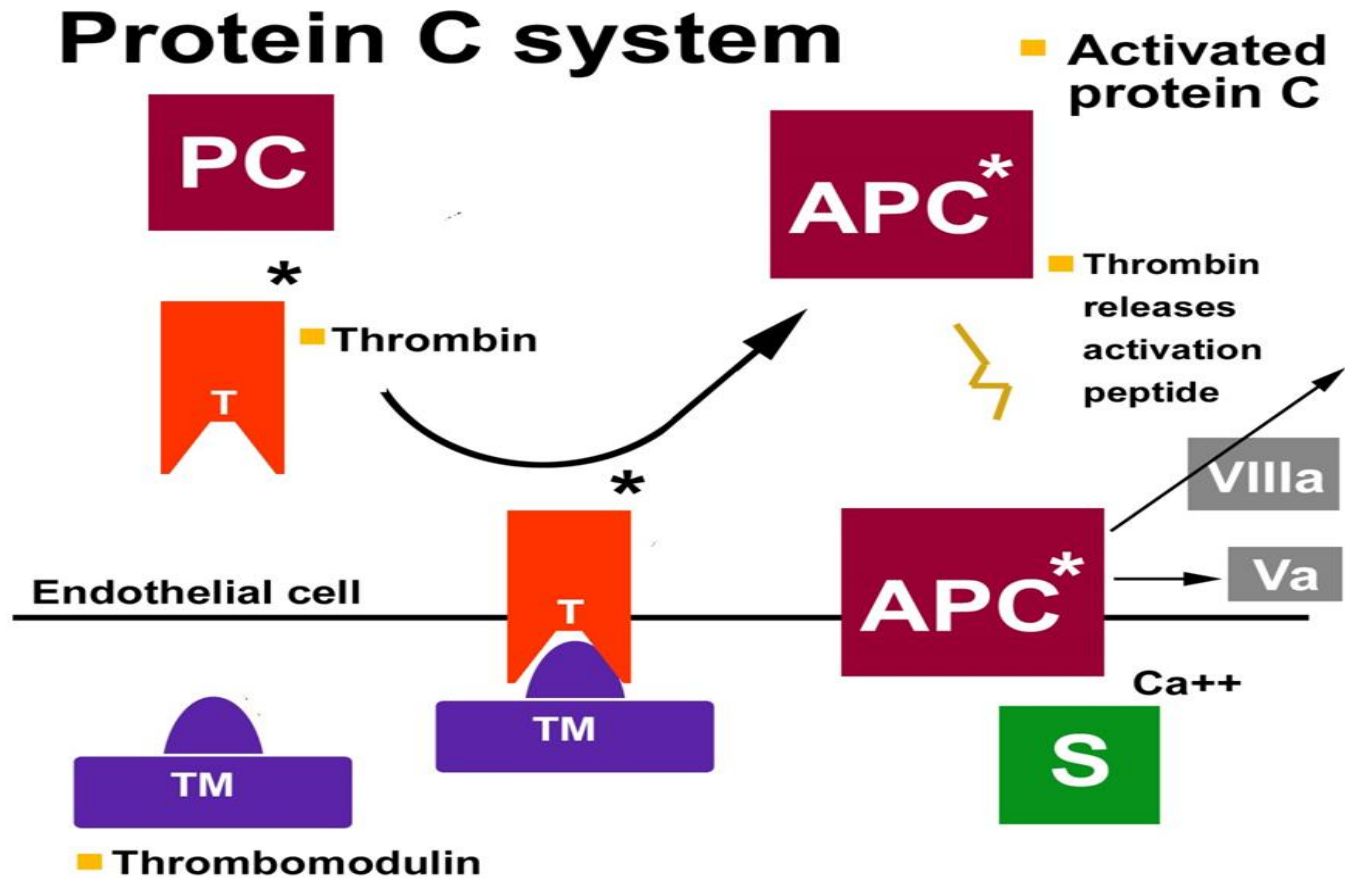 Protein C system
Activated
protein C
PC
APC*
*
Thrombin
releases
activation
peptide
Thrombin
T
*
VIIIa
Va
Endothelial cell
T
APC*
Ca++
TM
S
TM
Thrombomodulin